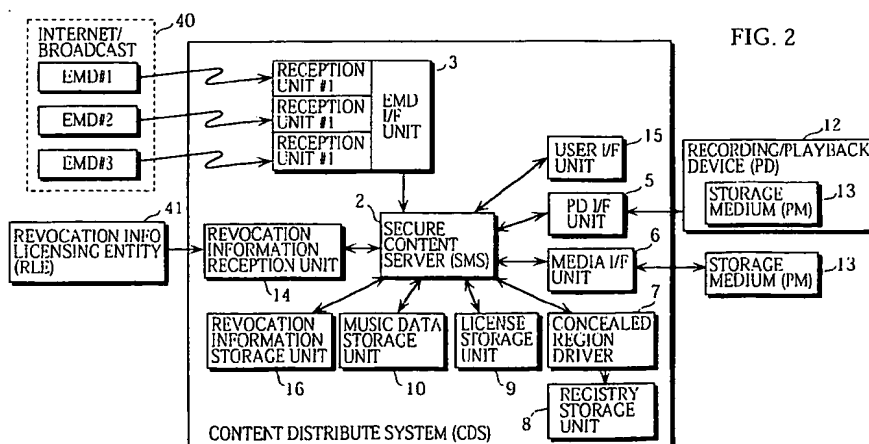 FIG. 2
40
INTERNET/
BROADCAST
EMD#1
EMD#2
EMD#3
3
RECEPTION
UNIT #1
RECEPTION
UNIT #1
RECEPTION
UNIT #1
EMD
I/F
UNIT
15
USER I/F
UNIT
12
RECORDING/PLAYBACK
DEVICE (PD)
13
STORAGE
MEDIUM (PM)
5
PD I/F
UNIT
2
SECURE
CONTENT
SERVER (SMS)
6
MEDIA I/F
UNIT
STORAGE
MEDIUM (PM)
13
41
REVOCATION INFO
LICENSING ENTITY
(RLE)
REVOCATION
INFORMATION
RECEPTION UNIT
14
7
REVOCATION
INFORMATION
STORAGE UNIT
16
MUSIC DATA
STORAGE
UNIT
10
LICENSE
STORAGE
UNIT
9
CONCEALED
REGION
DRIVER
REGISTRY
STORAGE
UNIT
8
CONTENT DISTRIBUTE SYSTEM (CDS)